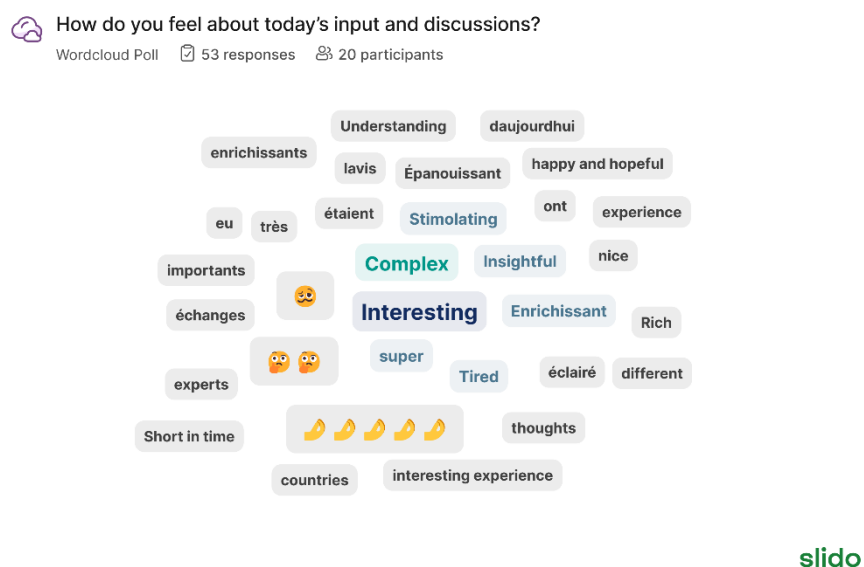 How do you feel about today's input and discussions?
Wordcloud Poll 53 responses 20 participants
Understanding daujourdhui
enrichissants
lavis Épanouissant happy and hopeful
eu très étaient Stimolating ont experience
importants Complex Insightful nice
échanges 🥴 Interesting Enrichissant Rich
🤔 🤔 super
experts Tired éclairé different
Short in time 🤌 🤌 🤌 🤌 🤌 thoughts
countries interesting experience
slido